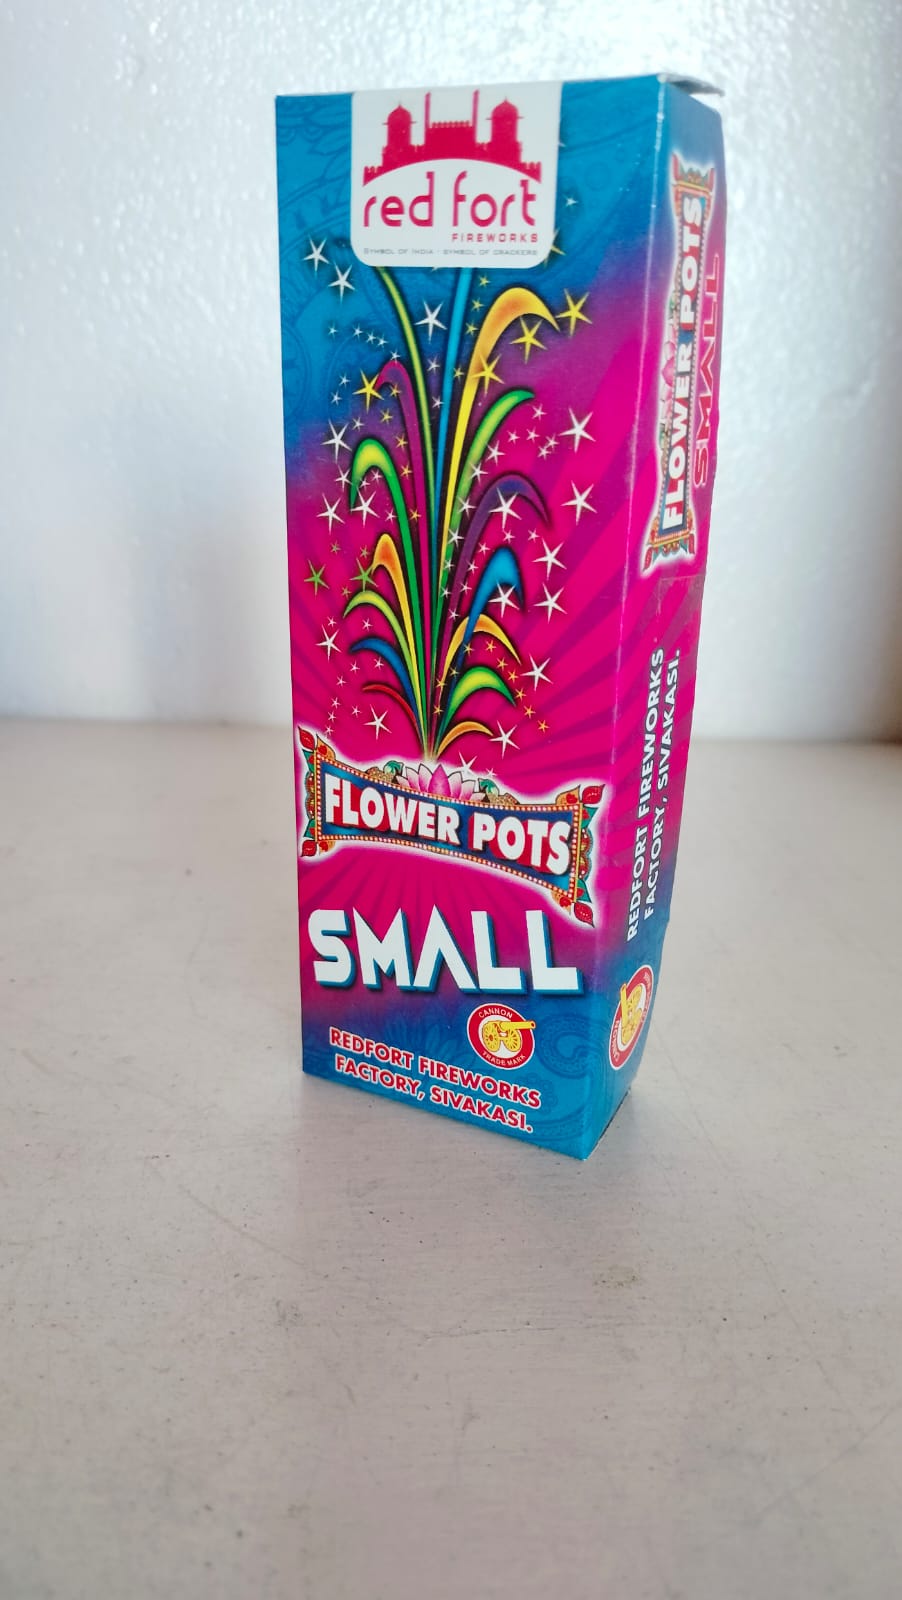 red fort
FIREWORKS
SYMBOL OF INDIA - SYMBOL OF CRACKERS
FLOWER POTS
SMALL
CANNON
TRADE MARK
REDFORT FIREWORKS
FACTORY, SIVAKASI.
FLOWER POTS
SMALL
REDFORT FIREWORKS
FACTORY, SIVAKASI.
CANNON